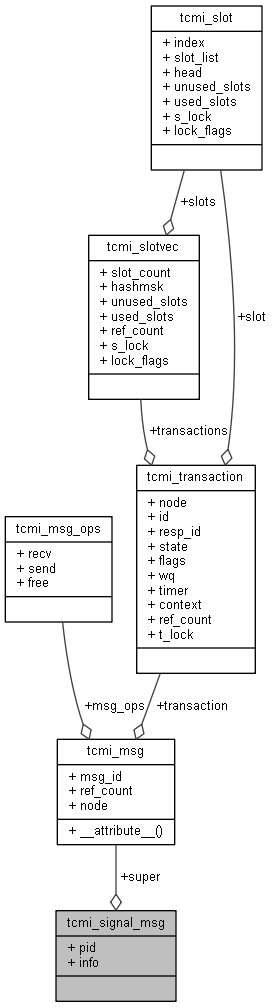 tcmi_slot
+ index
+ slot_list
+ head
+ unused_slots
+ used_slots
+ s_lock
+ lock_flags
+slots
tcmi_slotvec
+ slot_count
+ hashmsk
+ unused_slots
+ used_slots
+ ref_count
+ s_lock
+ lock_flags
+slot
+transactions
tcmi_transaction
+ node
+ id
+ resp_id
+ state
+ flags
+ wq
+ timer
+ context
+ ref_count
+ t_lock
tcmi_msg_ops
+ recv
+ send
+ free
+msg_ops
+transaction
tcmi_msg
+ msg_id
+ ref_count
+ node
+ __attribute__()
+super
tcmi_signal_msg
+ pid
+ info